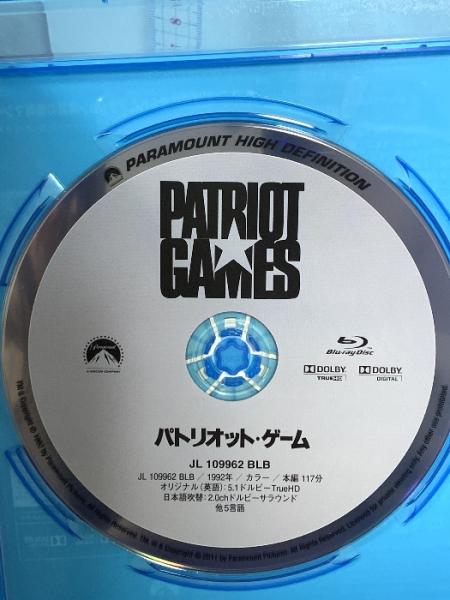 PARAMOUNT HIGH DEFINITION
PATRIOT
GAMES
Paramount
Blu-ray Disc
DOLBY
TRUEHD
DOLBY
DIGITAL
パトリオット・ゲーム
JL 109962 BLB
JL 109962 BLB / 1992年 / カラー / 本編 117分
オリジナル(英語):5.1ドルビーTrueHD
日本語吹替:2.0chドルビーサラウンド
他5言語